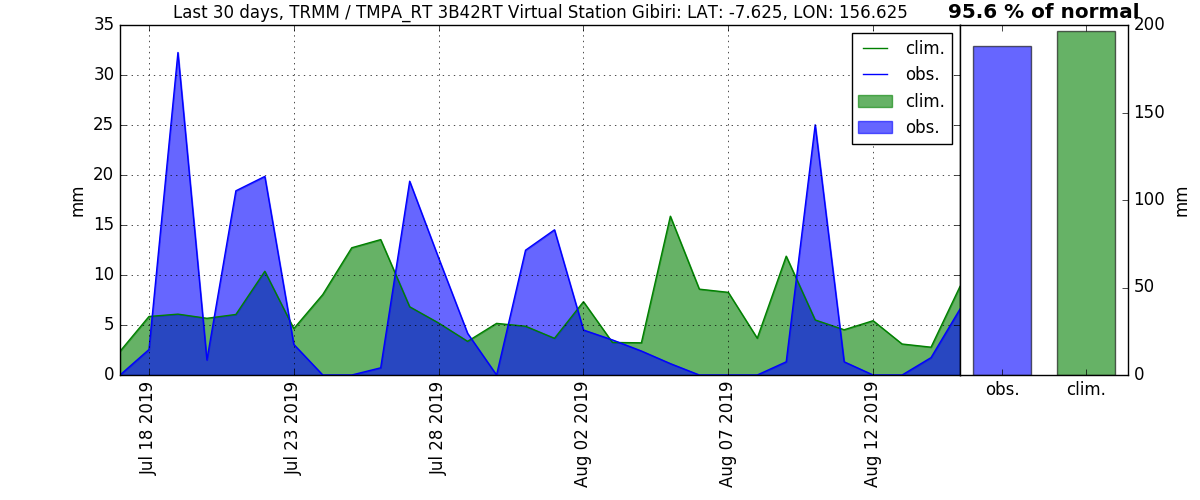 Last 30 days, TRMM / TMPA_RT 3B42RT Virtual Station Gibiri: LAT: -7.625, LON: 156.625
95.6 % of normal
35
30
25
20
15
10
5
0
mm
clim.
obs.
clim.
obs.
Jul 18 2019
Jul 23 2019
Jul 28 2019
Aug 02 2019
Aug 07 2019
Aug 12 2019
200
150
100
50
0
mm
obs.
clim.